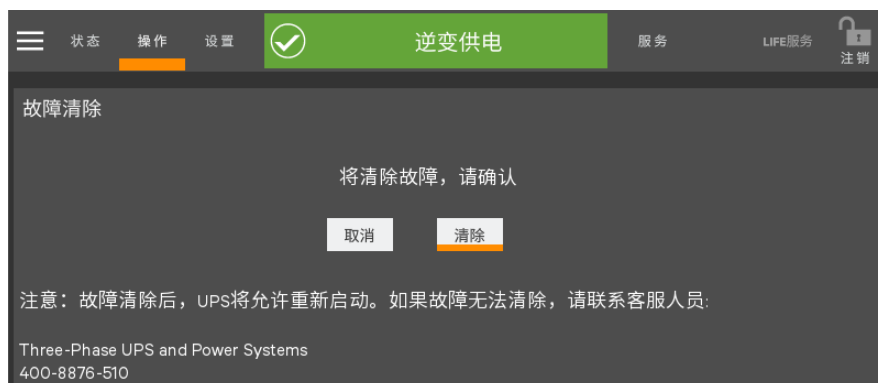 状态 操作 设置 逆变供电 服务 LIFE服务 注销
故障清除
将清除故障，请确认
取消 清除
注意：故障清除后，UPS将允许重新启动。如果故障无法清除，请联系客服人员:
Three-Phase UPS and Power Systems
400-8876-510